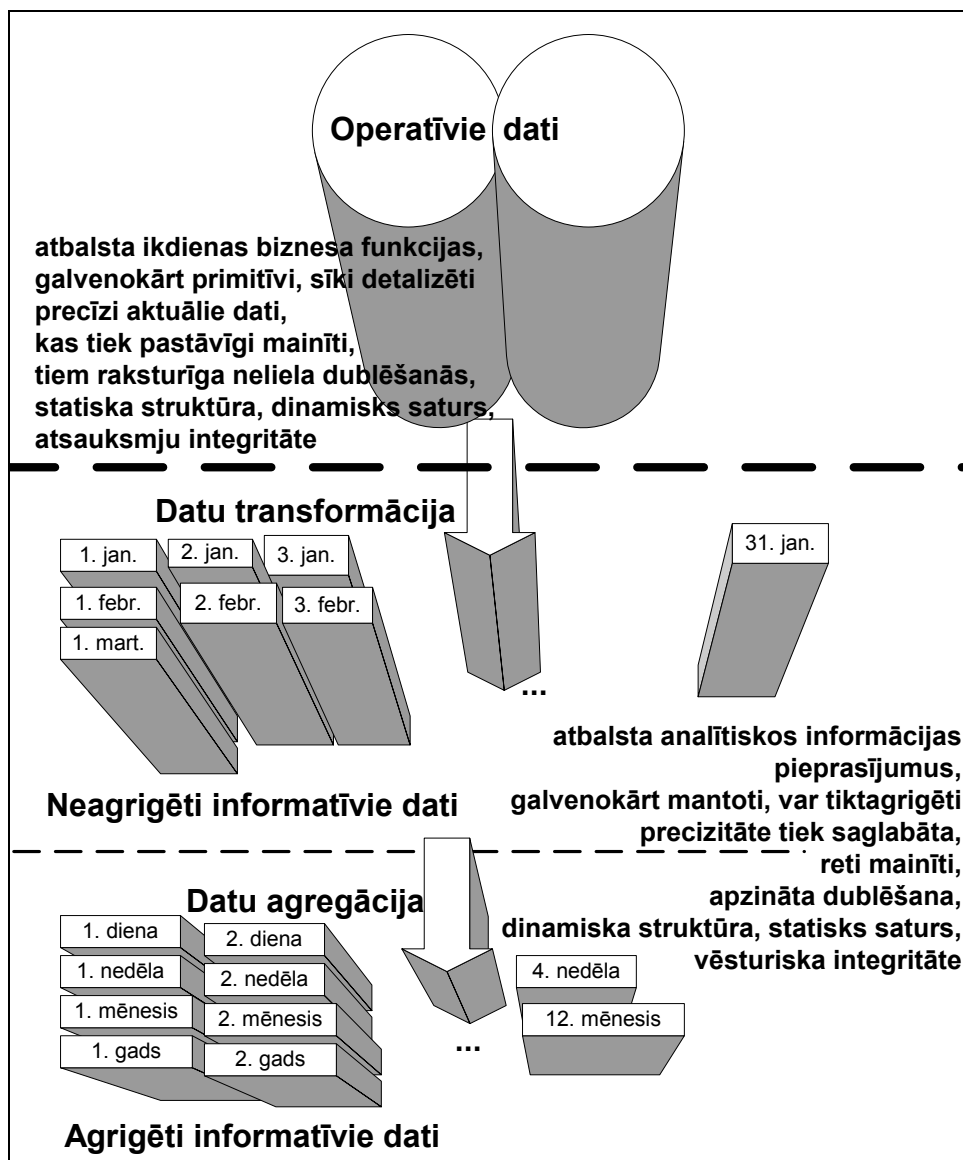 Operatīvie dati
atbalsta ikdienas biznesa funkcijas,
galvenokārt primitīvi, sīki detalizēti
precīzi aktuālie dati,
kas tiek pastāvīgi mainīti,
tiem raksturīga neliela dublēšanās,
statiska struktūra, dinamisks saturs,
atsauksmju integritāte
Datu transformācija
1. jan.
2. jan.
3. jan.
31. jan.
1. febr.
2. febr.
3. febr.
1. mart.
...
Neagrigēti informatīvie dati
atbalsta analītiskos informācijas
pieprasījumus,
galvenokārt mantoti, var tiktagrigēti
precizitāte tiek saglabāta,
reti mainīti,
apzināta dublēšana,
dinamiska struktūra, statisks saturs,
vēsturiska integritāte
Datu agregācija
1. diena
2. diena
1. nedēla
2. nedēla
4. nedēla
1. mēnesis
2. mēnesis
12. mēnesis
1. gads
2. gads
...
Agrigēti informatīvie dati